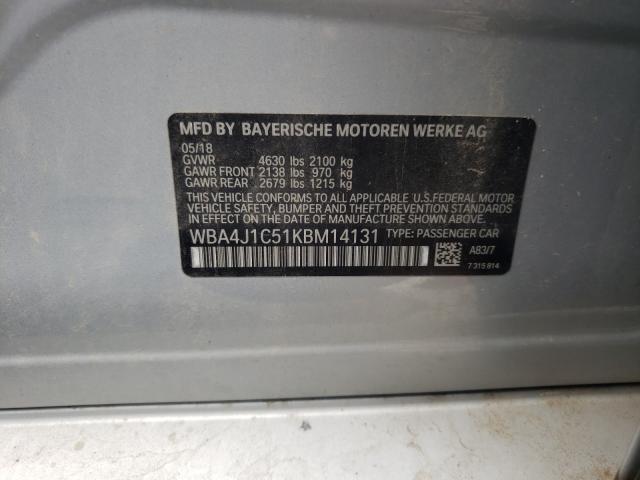 MFD BY BAYERISCHE MOTOREN WERKE AG
05/18
GVWR 4630 lbs 2100 kg
GAWR FRONT 2138 lbs 970 kg
GAWR REAR 2679 lbs 1215 kg
THIS VEHICLE CONFORMS TO ALL APPLICABLE U.S.FEDERAL MOTOR
VEHICLE SAFETY, BUMPER AND THEFT PREVENTION STANDARDS
IN EFFECT ON THE DATE OF MANUFACTURE SHOWN ABOVE.
WBA4J1C51KBM14131 TYPE: PASSENGER CAR
A83/7
7 315 814